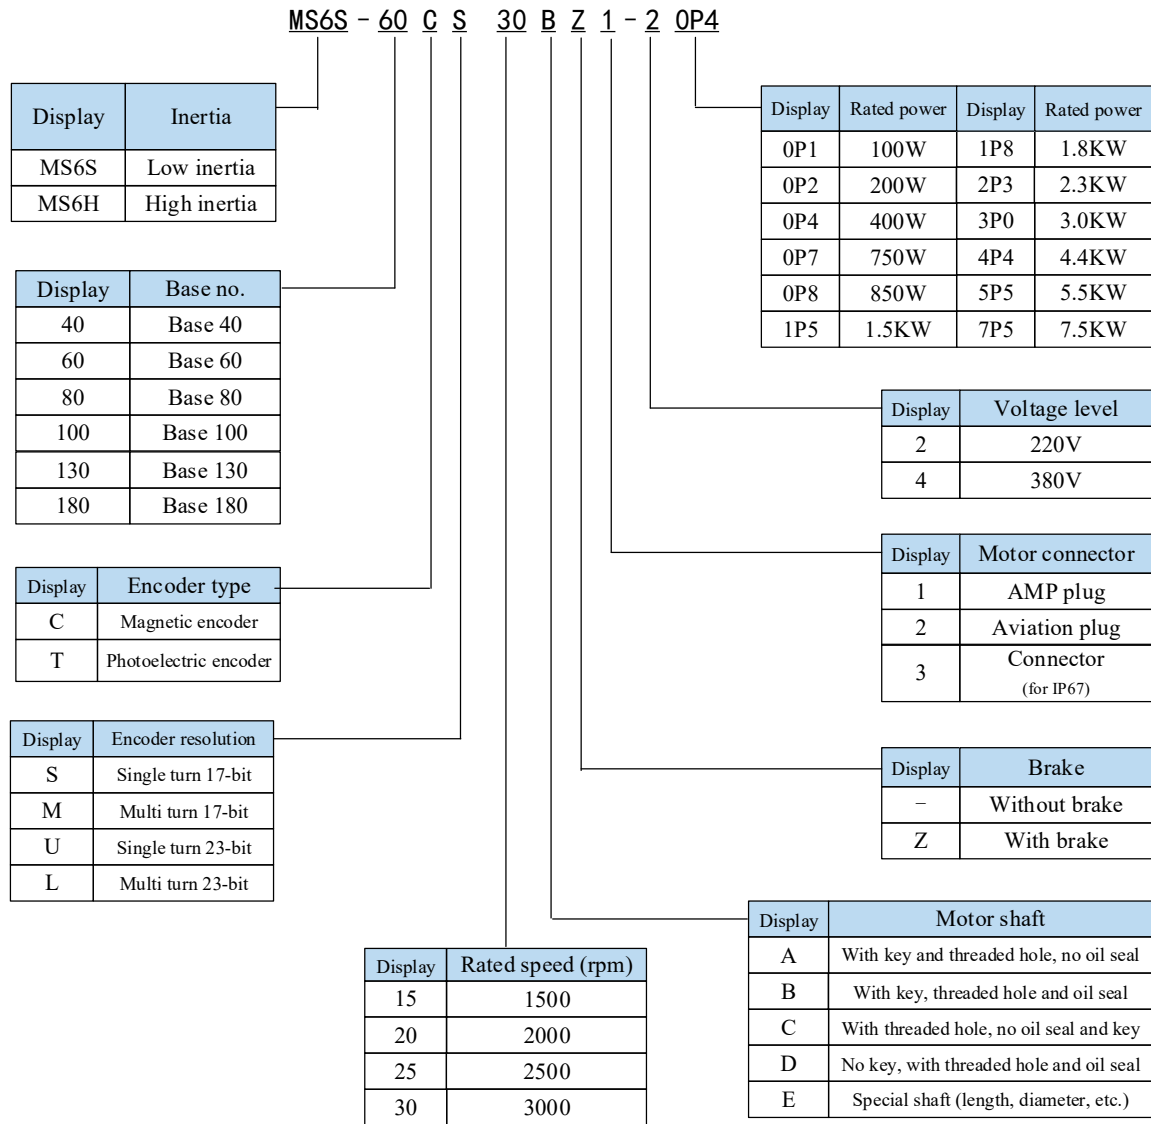 MS6S - 60 C S 30 B Z 1 - 2 0P4
Display Inertia
MS6S Low inertia
MS6H High inertia
Display Base no.
40 Base 40
60 Base 60
80 Base 80
100 Base 100
130 Base 130
180 Base 180
Display Encoder type
C Magnetic encoder
T Photoelectric encoder
Display Encoder resolution
S Single turn 17-bit
M Multi turn 17-bit
U Single turn 23-bit
L Multi turn 23-bit
Display Rated speed (rpm)
15 1500
20 2000
25 2500
30 3000
Display Rated power Display Rated power
0P1 100W 1P8 1.8KW
0P2 200W 2P3 2.3KW
0P4 400W 3P0 3.0KW
0P7 750W 4P4 4.4KW
0P8 850W 5P5 5.5KW
1P5 1.5KW 7P5 7.5KW
Display Voltage level
2 220V
4 380V
Display Motor connector
1 AMP plug
2 Aviation plug
3 Connector
(for IP67)
Display Brake
- Without brake
Z With brake
Display Motor shaft
A With key and threaded hole, no oil seal
B With key, threaded hole and oil seal
C With threaded hole, no oil seal and key
D No key, with threaded hole and oil seal
E Special shaft (length, diameter, etc.)